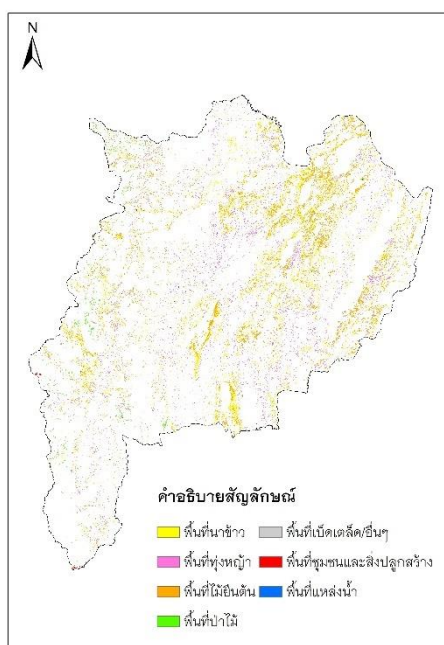 N
คำอธิบายสัญลักษณ์
พื้นที่นาข้าว พื้นที่เบ็ดเตล็ด/อื่นๆ
พื้นที่ทุ่งหญ้า พื้นที่ชุมชนและสิ่งปลูกสร้าง
พื้นที่ไม้ยืนต้น พื้นที่แหล่งน้ำ
พื้นที่ป่าไม้